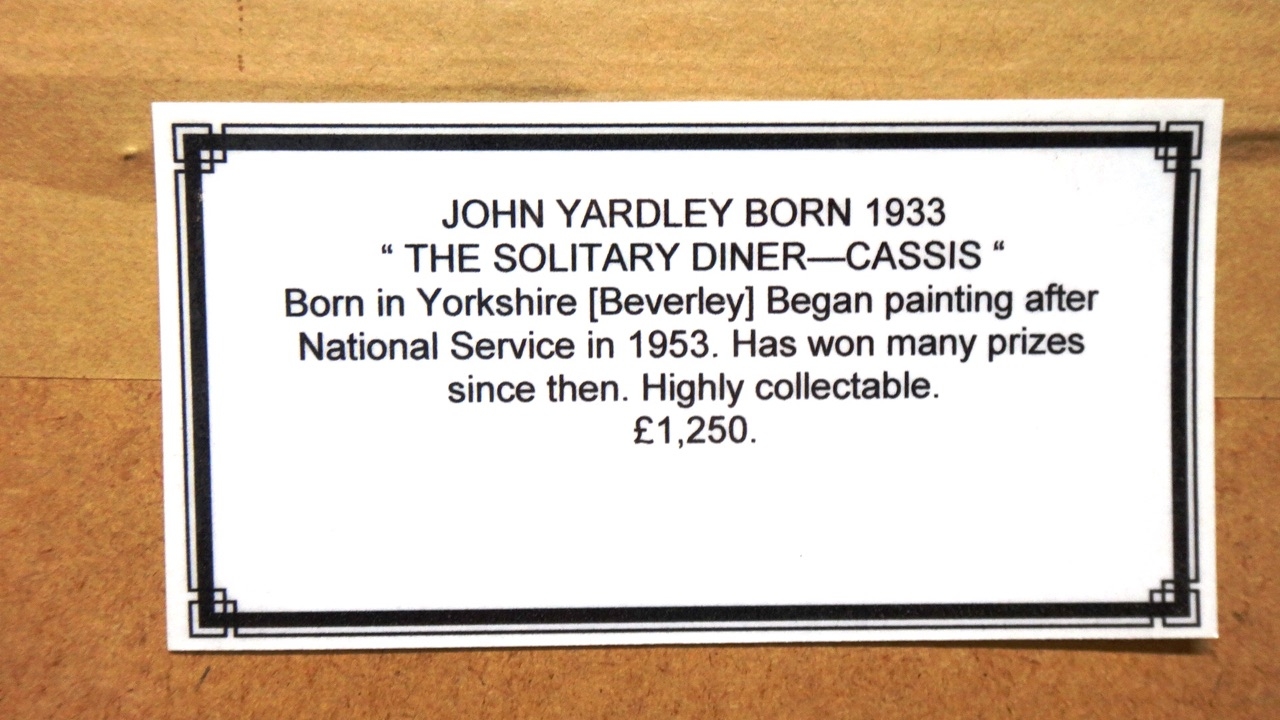 JOHN YARDLEY BORN 1933
“ THE SOLITARY DINER—CASSIS “
Born in Yorkshire [Beverley] Began painting after
National Service in 1953. Has won many prizes
since then. Highly collectable.
£1,250.